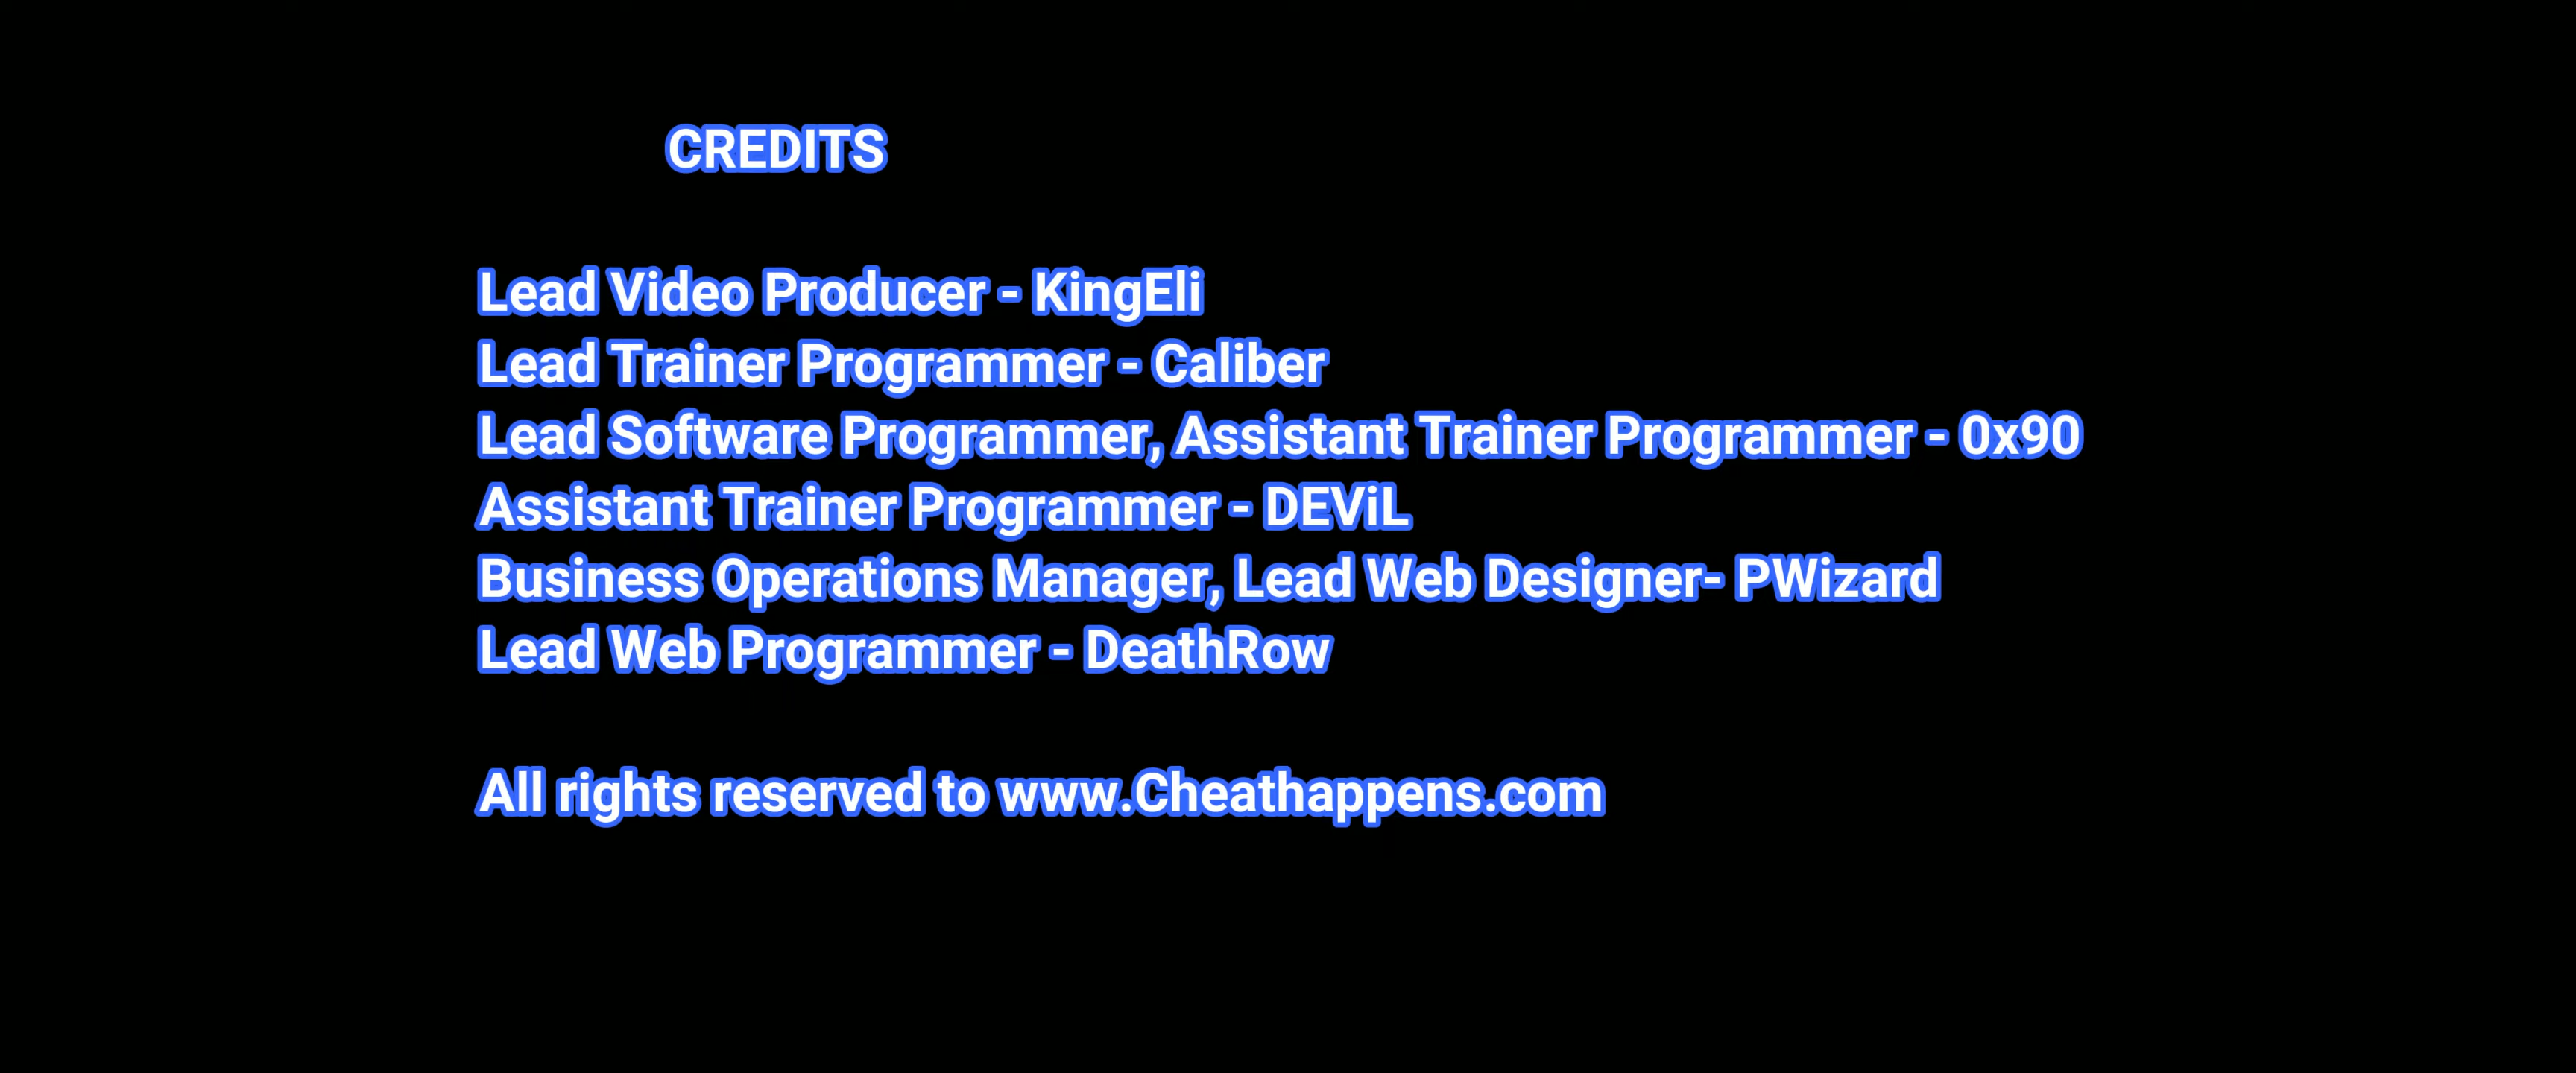 CREDITS
Lead Video Producer - KingEli
Lead Trainer Programmer - Caliber
Lead Software Programmer, Assistant Trainer Programmer - 0x90
Assistant Trainer Programmer - DEViL
Business Operations Manager, Lead Web Designer- PWizard
Lead Web Programmer - DeathRow
All rights reserved to www.Cheathappens.com